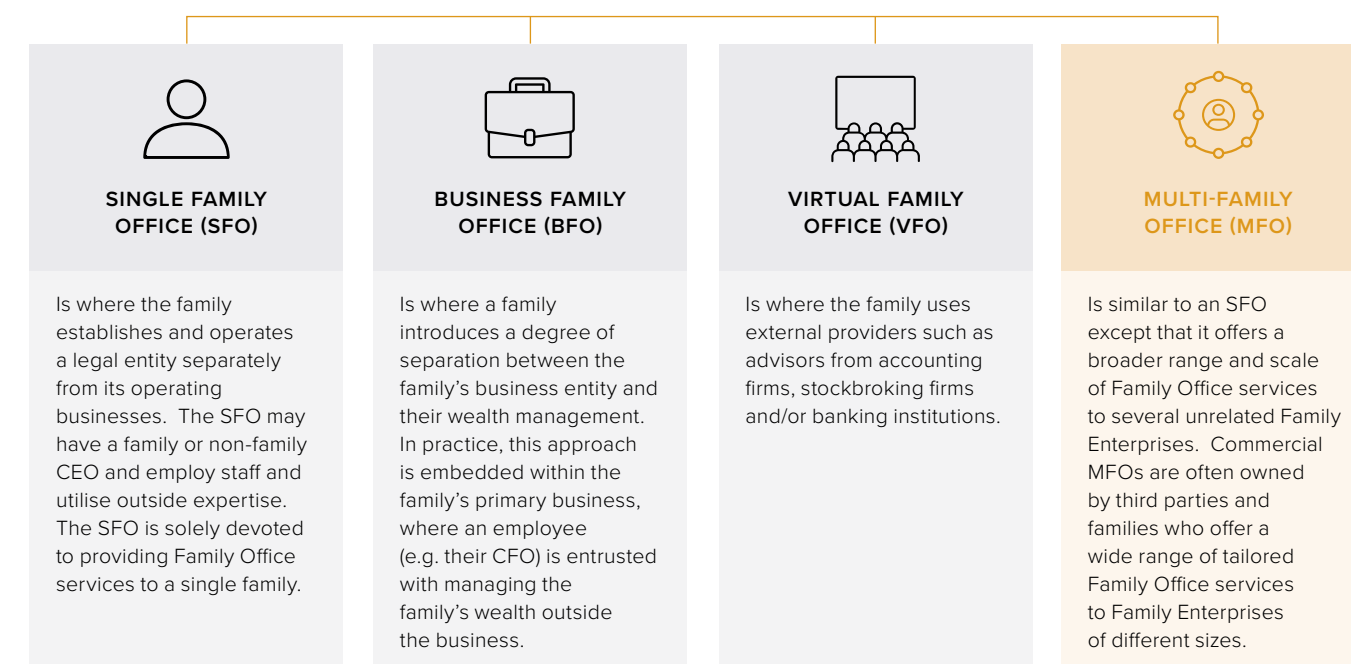 SINGLE FAMILY
OFFICE (SFO)
Is where the family
establishes and operates
a legal entity separately
from its operating
businesses.  The SFO may
have a family or non-family
CEO and employ staff and
utilise outside expertise.
The SFO is solely devoted
to providing Family Office
services to a single family.
BUSINESS FAMILY
OFFICE (BFO)
Is where a family
introduces a degree of
separation between the
family’s business entity and
their wealth management.
In practice, this approach
is embedded within the
family’s primary business,
where an employee
(e.g. their CFO) is entrusted
with managing the
family’s wealth outside
the business.
VIRTUAL FAMILY
OFFICE (VFO)
Is where the family uses
external providers such as
advisors from accounting
firms, stockbroking firms
and/or banking institutions.
MULTI-FAMILY
OFFICE (MFO)
Is similar to an SFO
except that it offers a
broader range and scale
of Family Office services
to several unrelated Family
Enterprises.  Commercial
MFOs are often owned
by third parties and
families who offer a
wide range of tailored
Family Office services
to Family Enterprises
of different sizes.